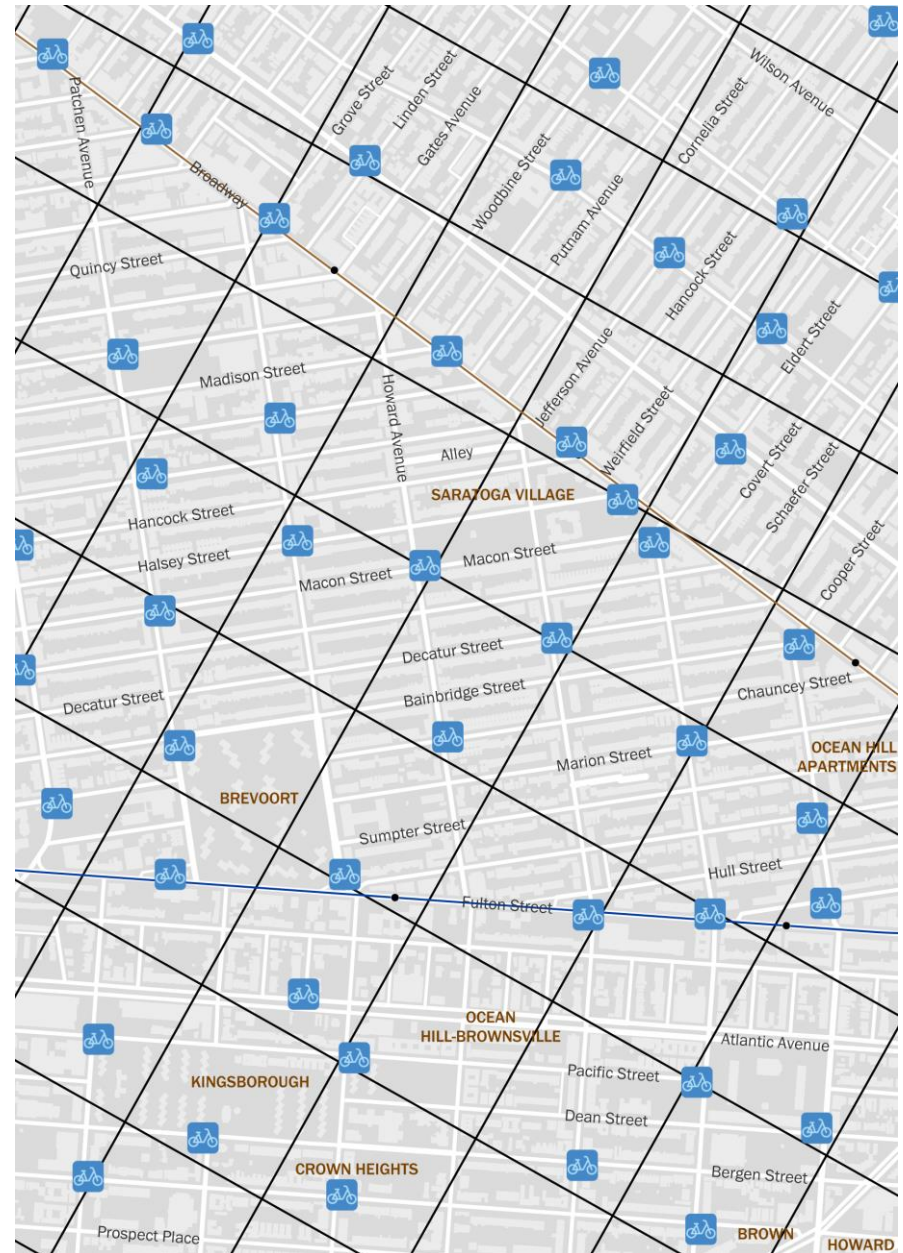 Wilson Avenue
Grove Street
Linden Street
Gates Avenue
Cornelia Street
Patchen Avenue
Woodbine Street
Broadway
Putnam Avenue
Quincy Street
Hancock Street
Eldert Street
Madison Street
Howard Avenue
Jefferson Avenue
Weirfield Street
Alley
Covert Street
Schaefer Street
SARATOGA VILLAGE
Hancock Street
Halsey Street
Macon Street
Macon Street
Cooper Street
Decatur Street
Decatur Street
Bainbridge Street
Chauncey Street
Marion Street
OCEAN HILL
APARTMENTS
BREVOORT
Sumpter Street
Hull Street
Fulton Street
OCEAN
HILL-BROWNSVILLE
Atlantic Avenue
Pacific Street
KINGSBOROUGH
Dean Street
CROWN HEIGHTS
Bergen Street
Prospect Place
BROWN
HOWARD